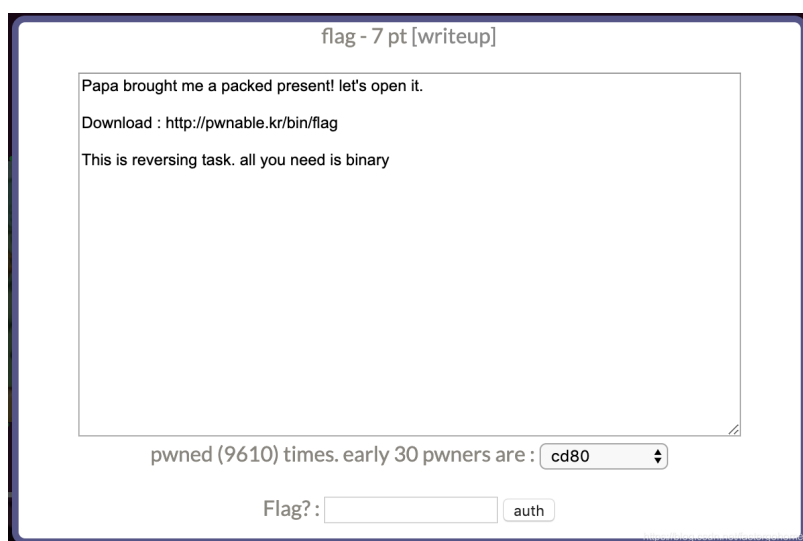 flag - 7 pt [writeup]
Papa brought me a packed present! let's open it.
Download : http://pwnable.kr/bin/flag
This is reversing task. all you need is binary
pwned (9610) times. early 30 pwners are : cd80
Flag? : auth